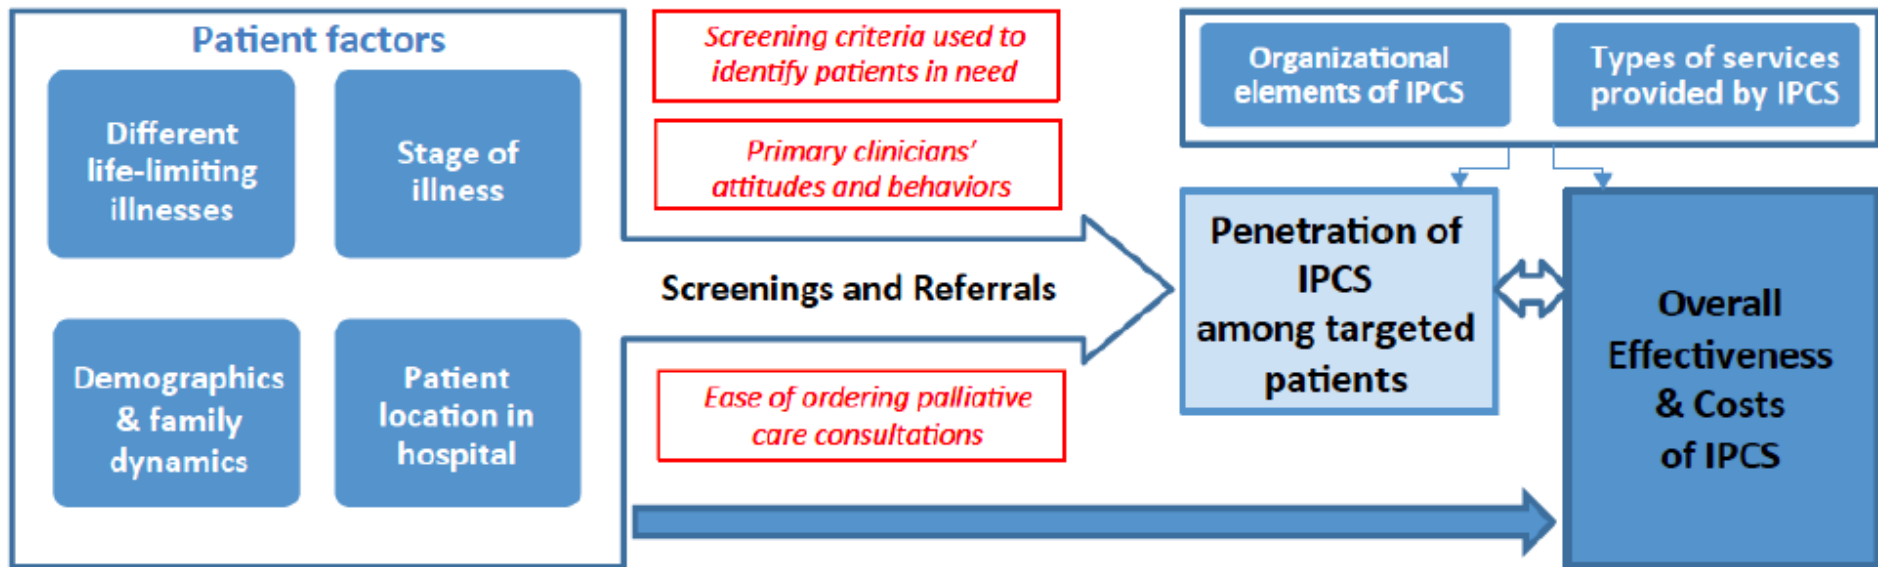 Patient factors
Different
life-limiting
illnesses
Stage of
illness
Demographics
& family
dynamics
Patient
location in
hospital
Screening criteria used to
identify patients in need
Primary clinicians'
attitudes and behaviors
Screenings and Referrals
Ease of ordering palliative
care consultations
Organizational
elements of IPCS
Types of services
provided by IPCS
Penetration of
IPCS
among targeted
patients
Overall
Effectiveness
& Costs
of IPCS